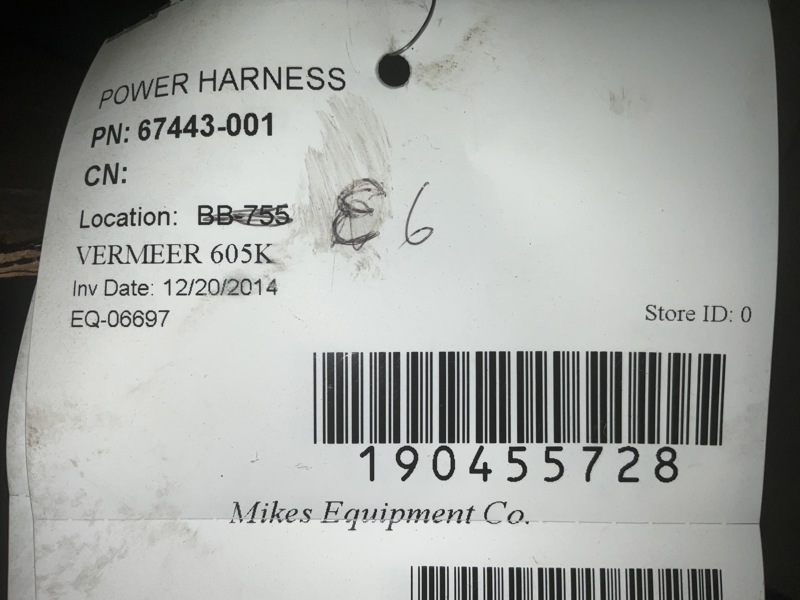 POWER HARNESS
PN: 67443-001
CN:
Location: BB-755 E 6
VERMEER 605K
Inv Date: 12/20/2014
EQ-06697
Store ID: 0
190455728
Mikes Equipment Co.